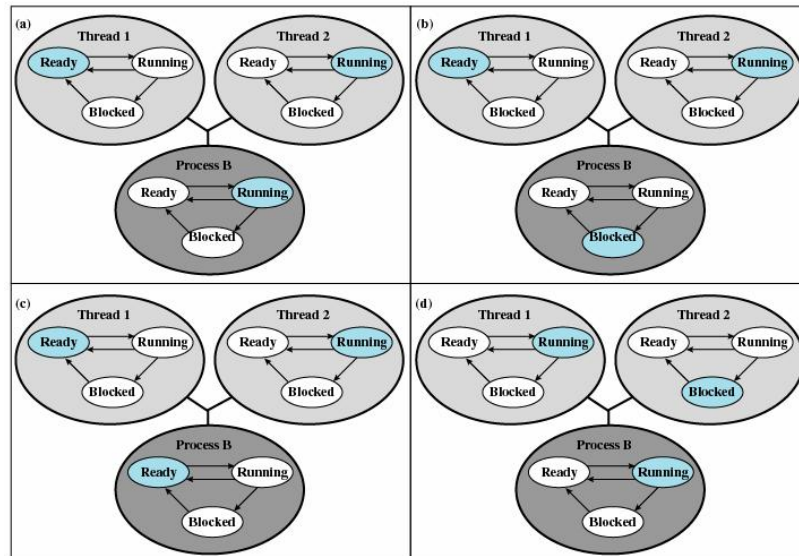 (a)
Thread 1
Thread 2
Ready
Running
Ready
Running
Blocked
Blocked
Process B
Ready
Running
Blocked
(b)
Thread 1
Thread 2
Ready
Running
Ready
Running
Blocked
Blocked
Process B
Ready
Running
Blocked
(c)
Thread 1
Thread 2
Ready
Running
Ready
Running
Blocked
Blocked
Process B
Ready
Running
Blocked
(d)
Thread 1
Thread 2
Ready
Running
Ready
Running
Blocked
Blocked
Process B
Ready
Running
Blocked